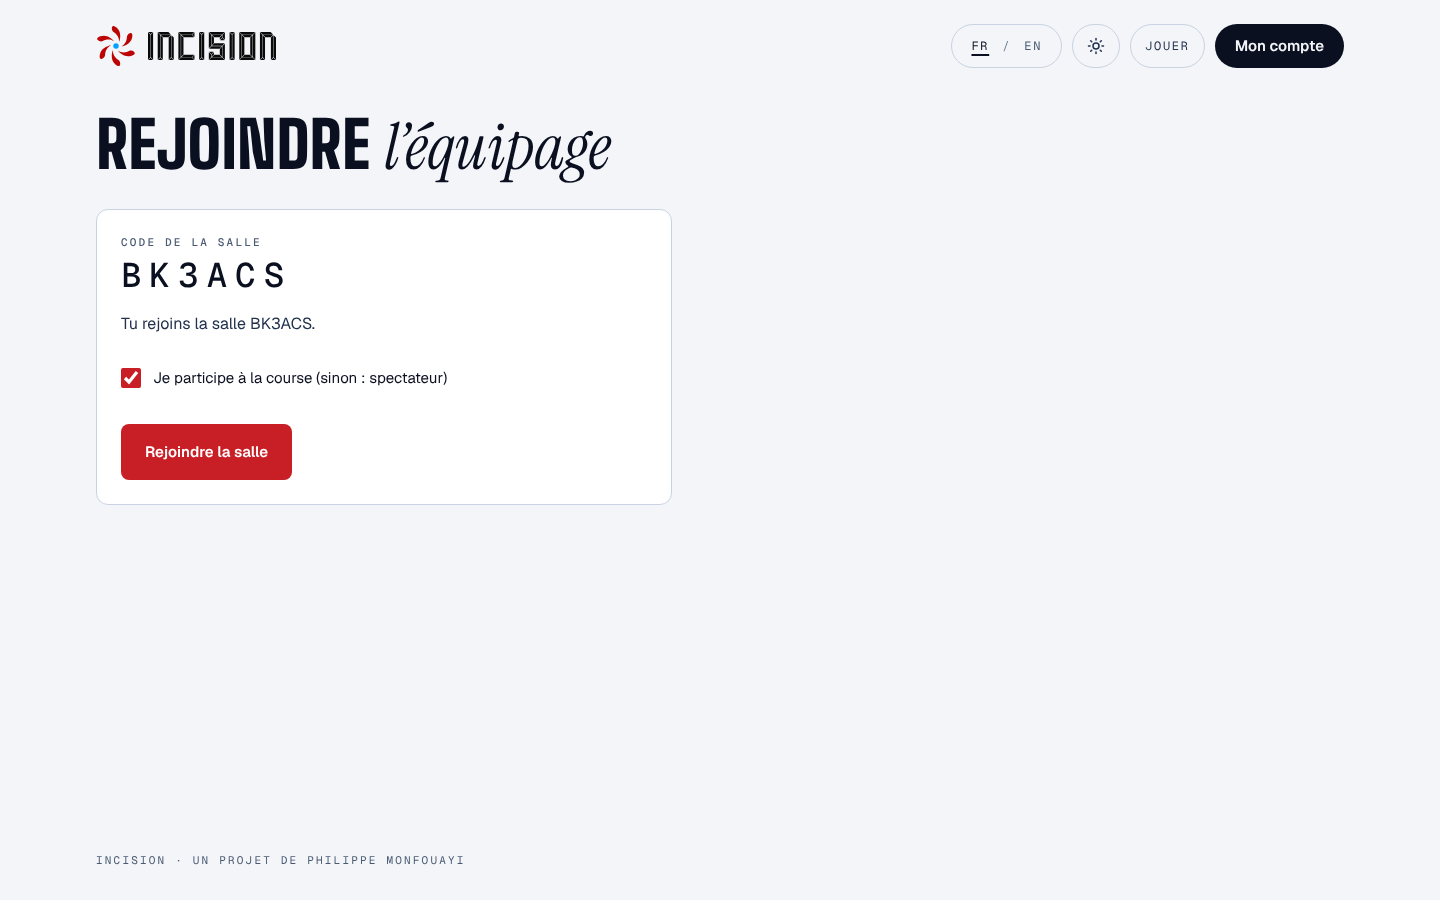 INCISION
FR / EN
JOUER
Mon compte
REJOINDRE l’équipage
CODE DE LA SALLE
BK3ACS
Tu rejoins la salle BK3ACS.
Je participe à la course (sinon : spectateur)
Rejoindre la salle
INCISION · UN PROJET DE PHILIPPE MONFOUAYI